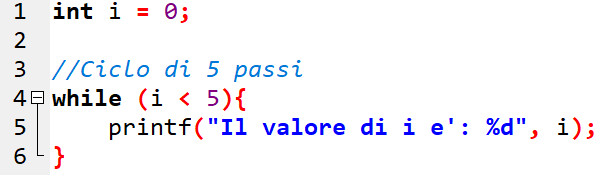 1 int i = 0;
2
3 //Ciclo di 5 passi
4 while (i < 5){
5 printf("Il valore di i e': %d", i);
6 }